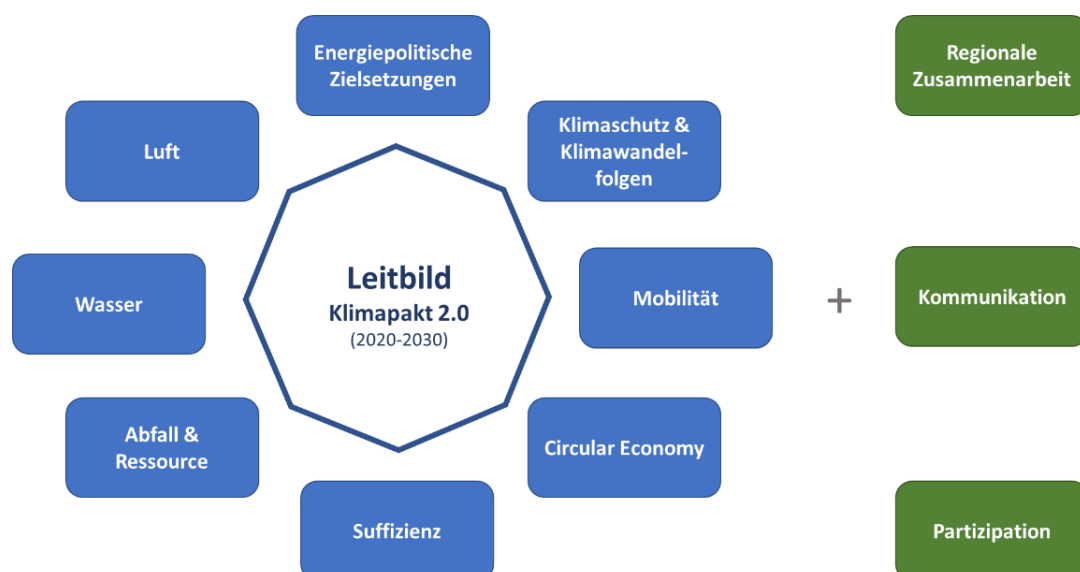 Energiepolitische
Zielsetzungen
Regionale
Zusammenarbeit
Luft
Klimaschutz &
Klimawandel-
folgen
Leitbild
Klimapakt 2.0
(2020-2030)
Wasser
Mobilität
+
Kommunikation
Abfall &
Ressource
Circular Economy
Suffizienz
Partizipation